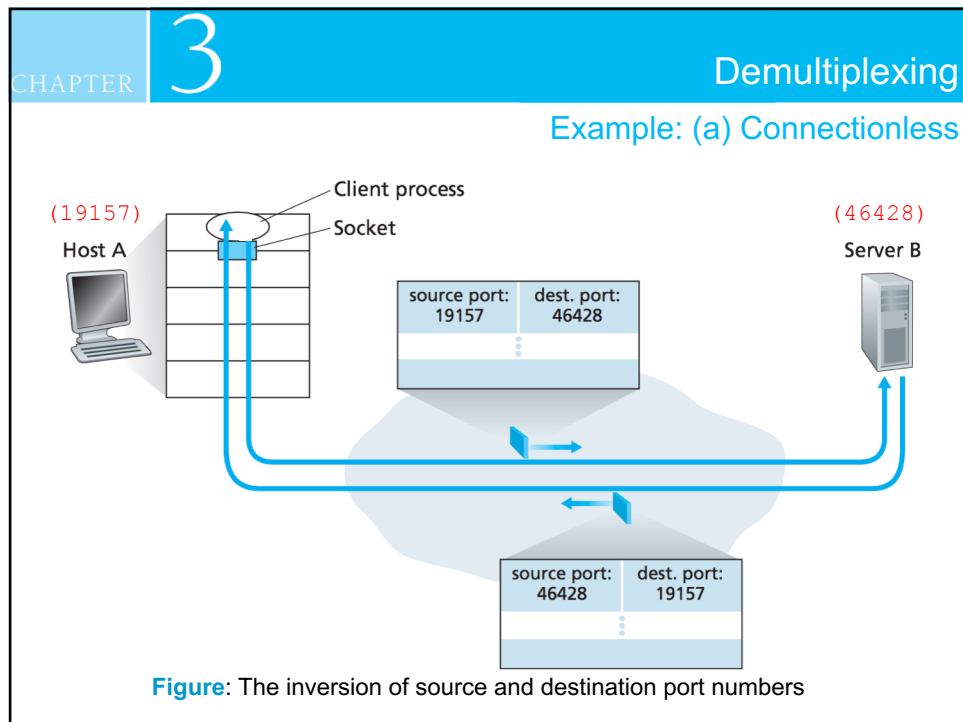 CHAPTER 3
Demultiplexing
Example: (a) Connectionless
Client process
(19157)
(46428)
Socket
Host A
Server B
source port: dest. port:
19157 46428
source port: dest. port:
46428 19157
Figure: The inversion of source and destination port numbers